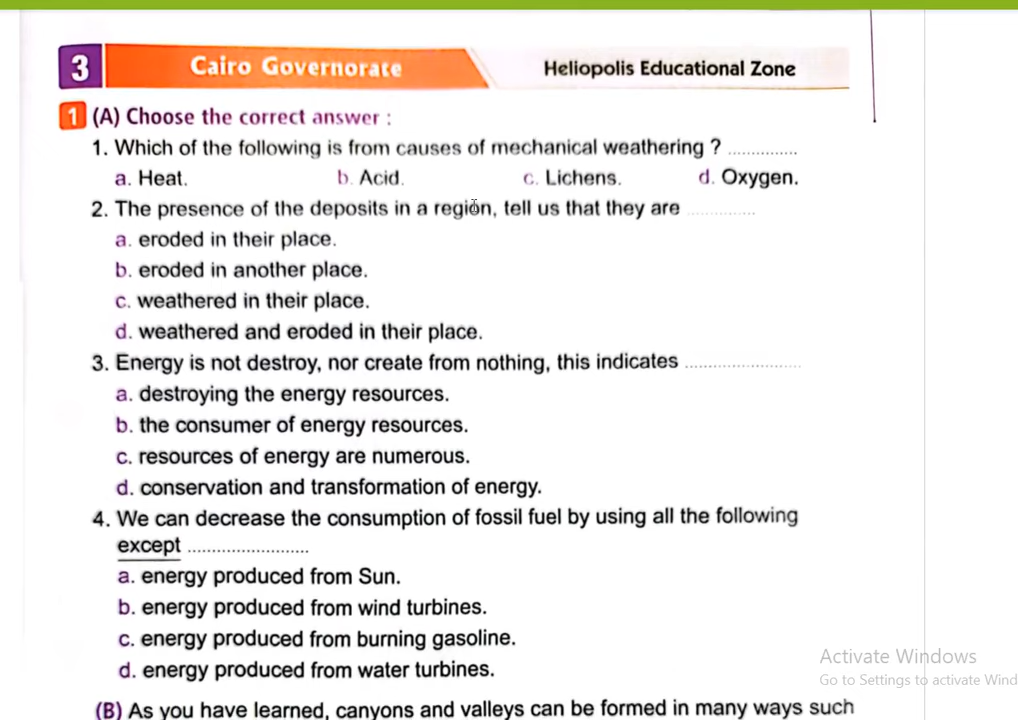 3 Cairo Governorate Heliopolis Educational Zone
1 (A) Choose the correct answer :
1. Which of the following is from causes of mechanical weathering ? ..............
a. Heat. b. Acid. c. Lichens. d. Oxygen.
2. The presence of the deposits in a region, tell us that they are ..............
a. eroded in their place.
b. eroded in another place.
c. weathered in their place.
d. weathered and eroded in their place.
3. Energy is not destroy, nor create from nothing, this indicates ........................
a. destroying the energy resources.
b. the consumer of energy resources.
c. resources of energy are numerous.
d. conservation and transformation of energy.
4. We can decrease the consumption of fossil fuel by using all the following
except ........................
a. energy produced from Sun.
b. energy produced from wind turbines.
c. energy produced from burning gasoline.
d. energy produced from water turbines.
Activate Windows
Go to Settings to activate Wind
(B) As you have learned, canyons and valleys can be formed in many ways such